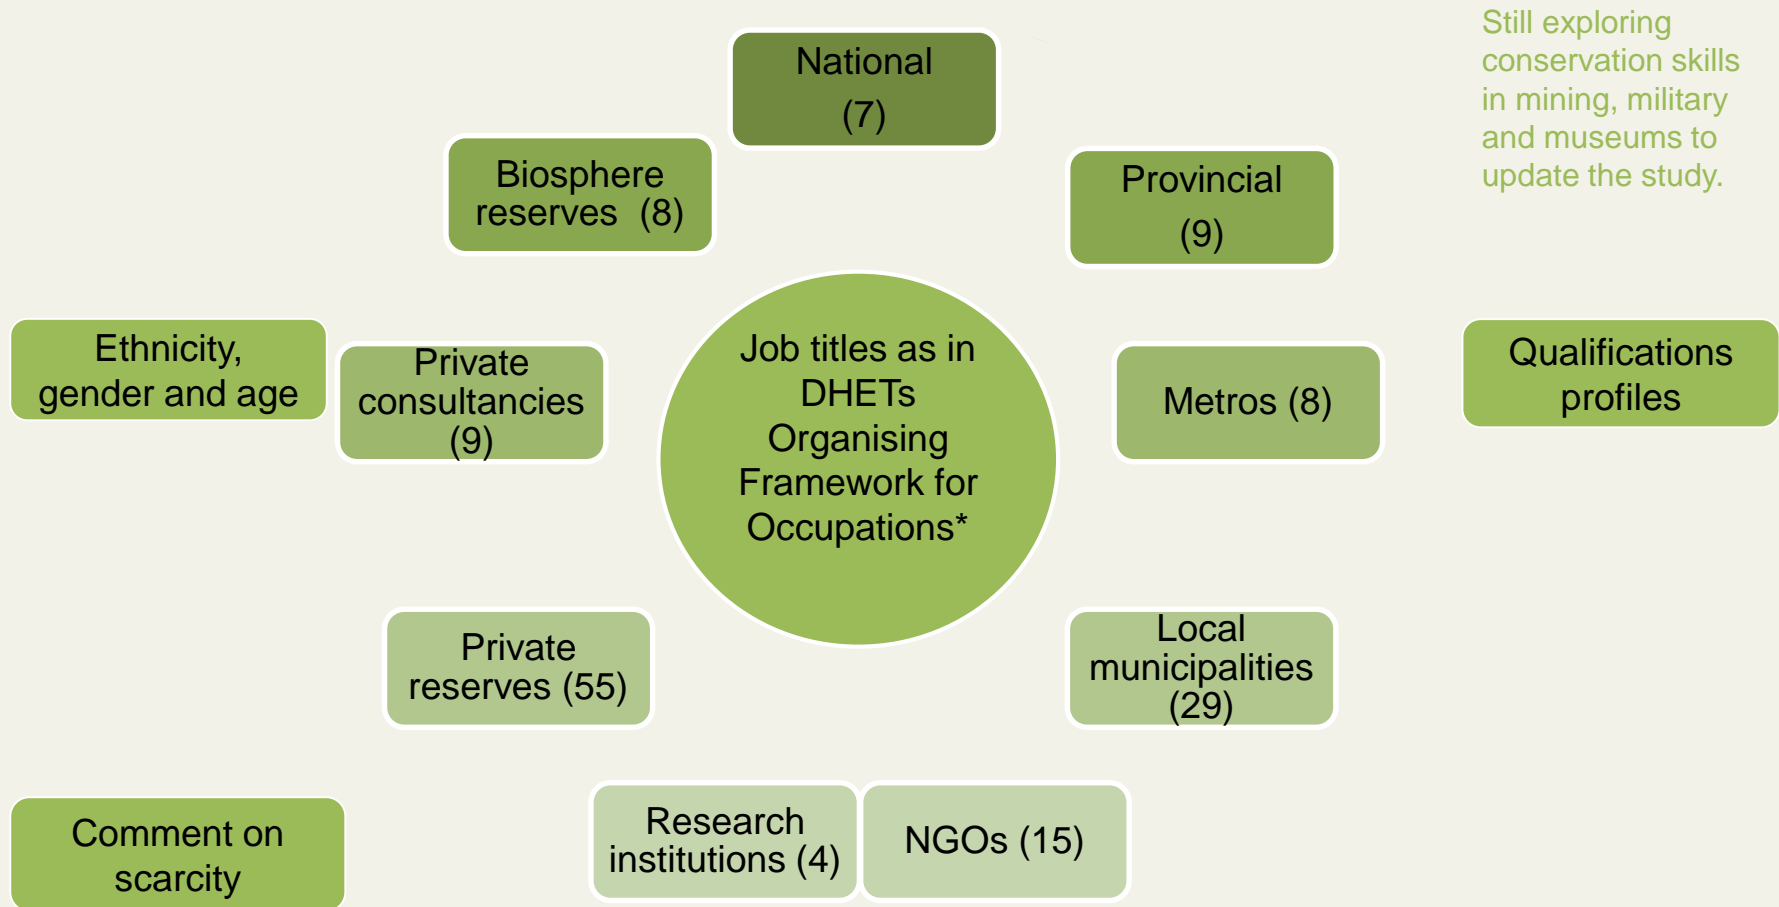 Still exploring
conservation skills
in mining, military
and museums to
update the study.
National
(7)
Biosphere
reserves (8)
Provincial
(9)
Ethnicity,
gender and age
Private
consultancies
(9)
Job titles as in
DHETs
Organising
Framework for
Occupations*
Metros (8)
Qualifications
profiles
Private
reserves (55)
Local
municipalities
(29)
Comment on
scarcity
Research
institutions (4)
NGOs (15)